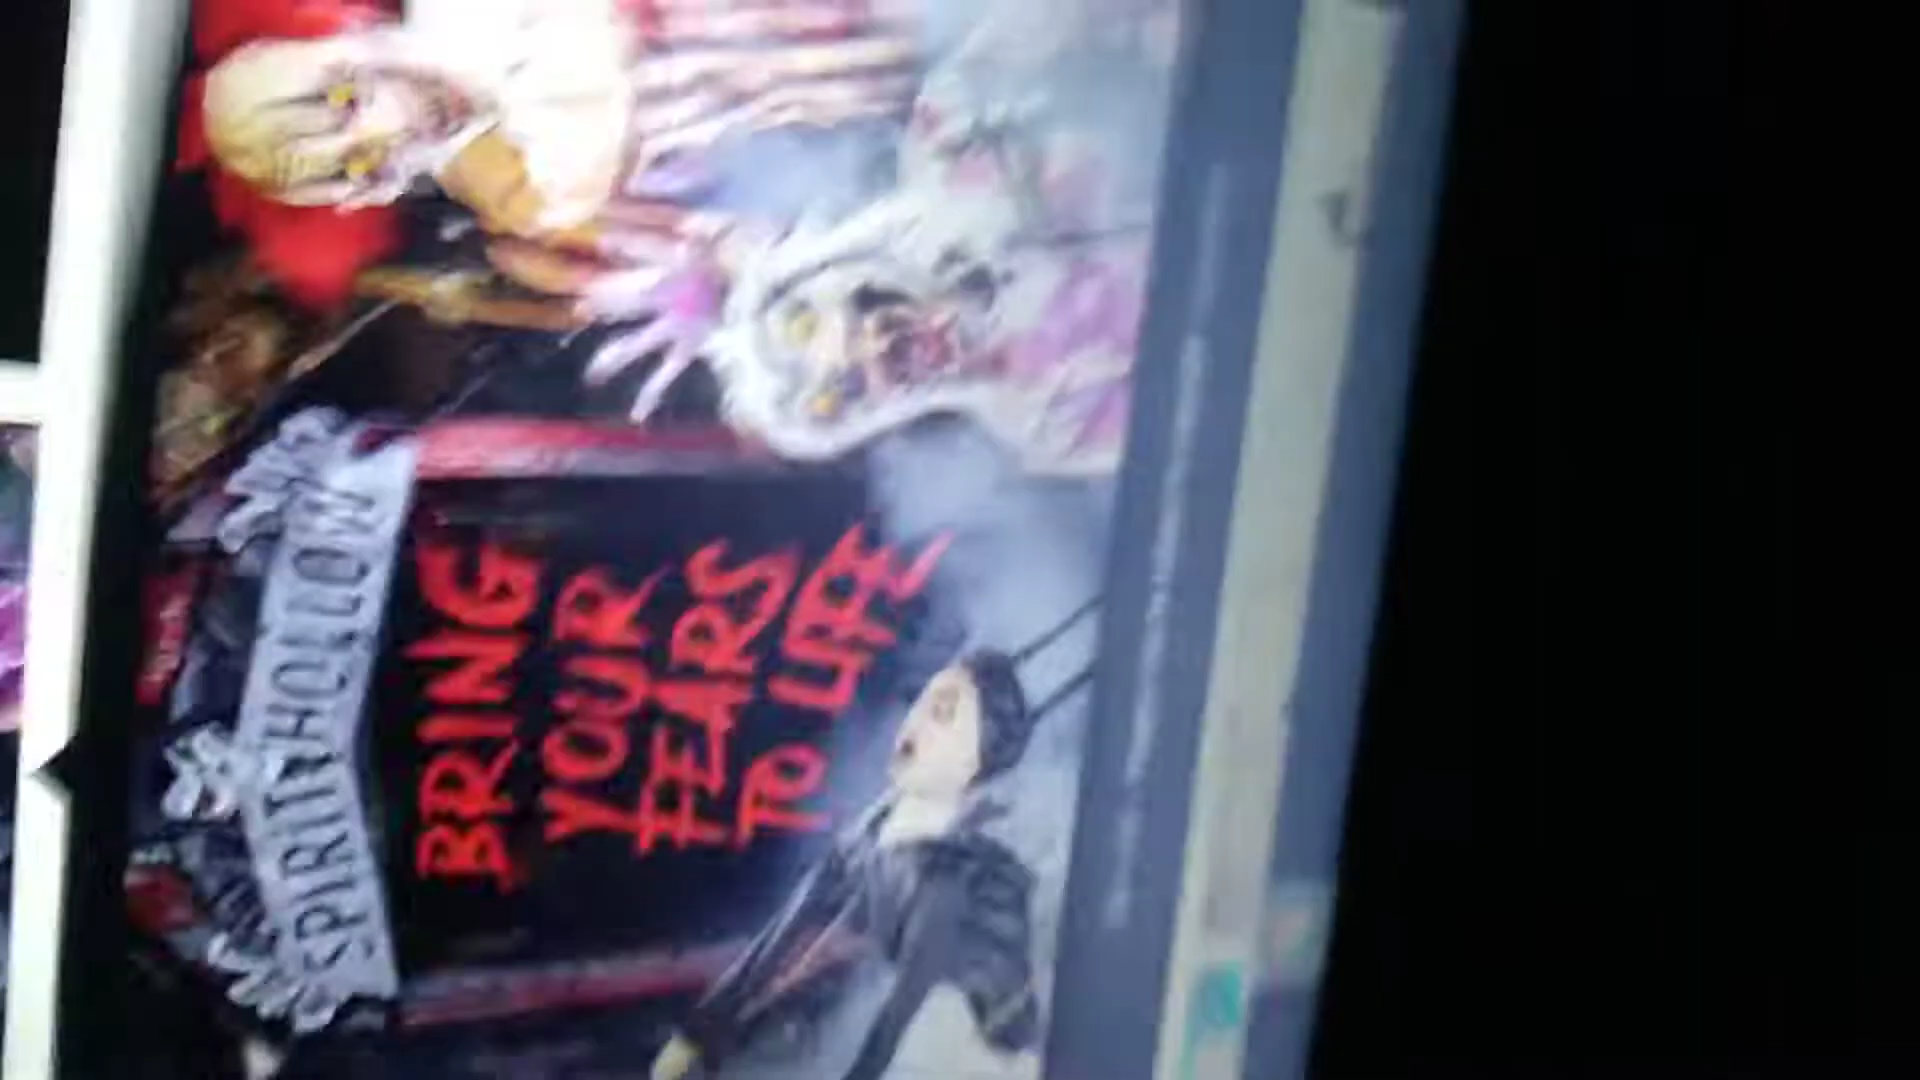 SPIRIT HOLLOW
BRING
YOUR
FEARS
TO LIFE